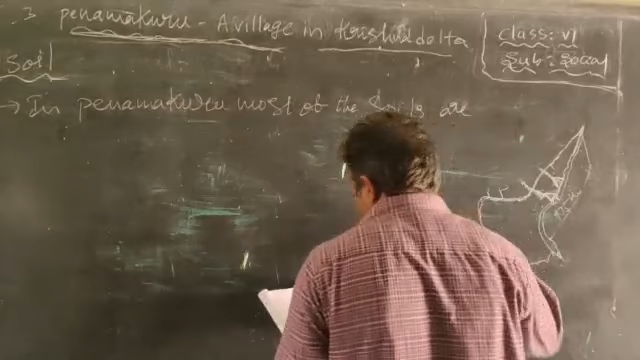 3 penamakuru - A village in Krishna delta
Class: VI
Sub: Social
Soil
→ In penamakuru most of the Soils are